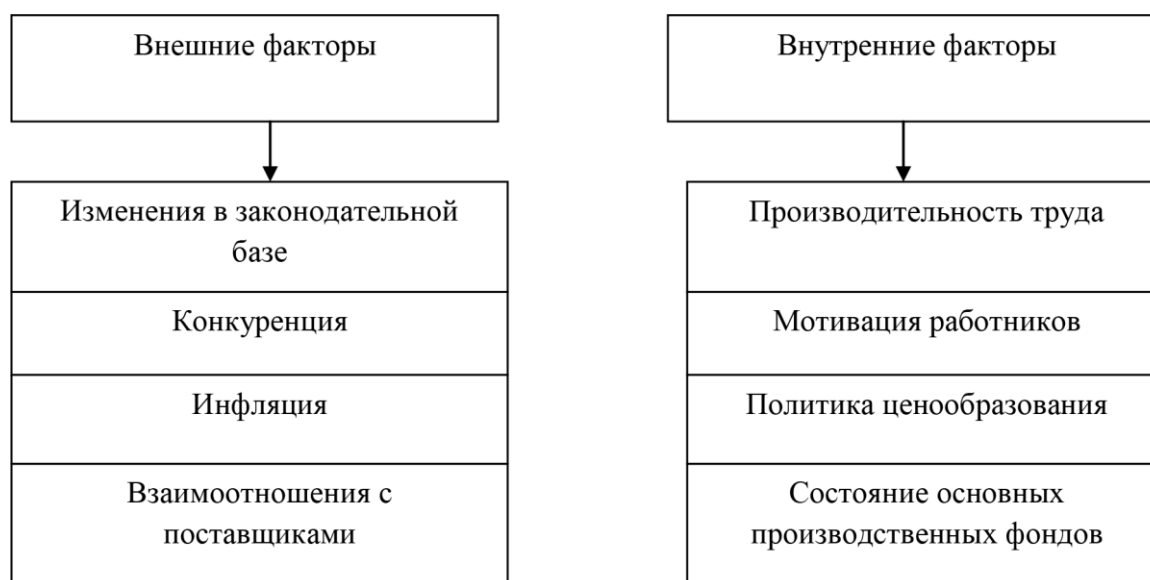 Внешние факторы
Изменения в законодательной
базе
Конкуренция
Инфляция
Взаимоотношения с
поставщиками
Внутренние факторы
Производительность труда
Мотивация работников
Политика ценообразования
Состояние основных
производственных фондов